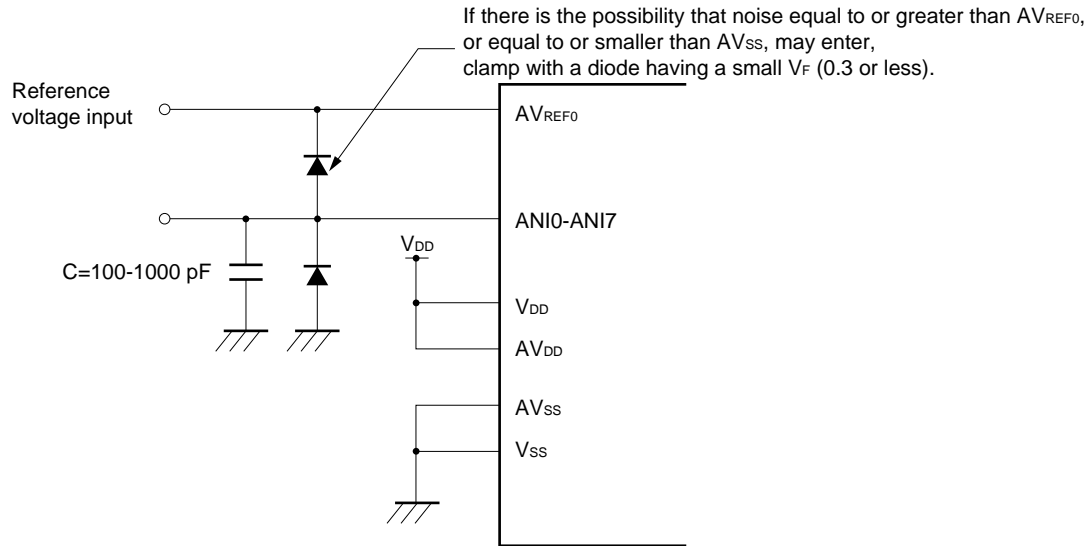 If there is the possibility that noise equal to or greater than AVREF0,
or equal to or smaller than AVSS, may enter,
clamp with a diode having a small VF (0.3 or less).
Reference
voltage input
AVREF0
ANI0-ANI7
VDD
C=100-1000 pF
VDD
AVDD
AVSS
VSS